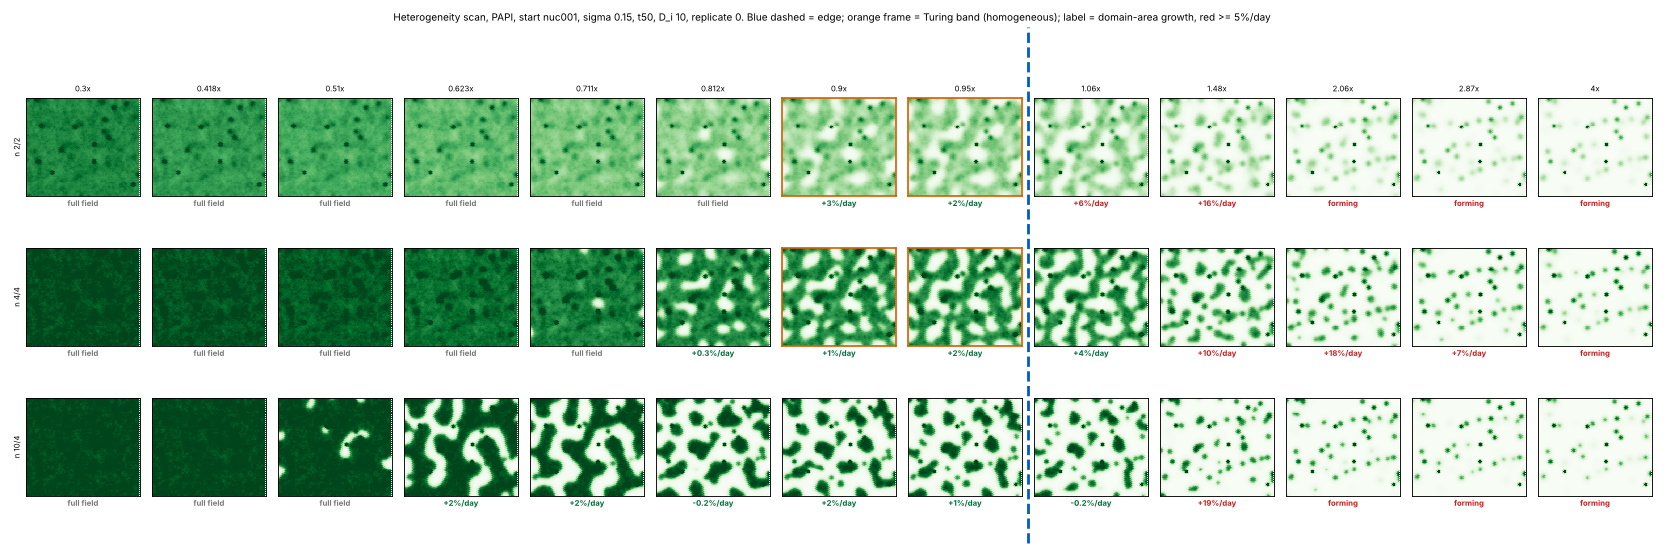 Heterogeneity scan, PAPI, start nuc001, sigma 0.15, t50, D_i 10, replicate 0. Blue dashed = edge; orange frame = Turing band (homogeneous); label = domain-area growth, red >= 5%/day
0.3x 0.418x 0.51x 0.623x 0.711x 0.812x 0.9x 0.95x 1.06x 1.48x 2.06x 2.87x 4x
n 2/2
full field full field full field full field full field full field +3%/day +2%/day +6%/day +16%/day forming forming forming
n 4/4
full field full field full field full field full field +0.3%/day +1%/day +2%/day +4%/day +10%/day +18%/day +7%/day forming
n 10/4
full field full field full field +2%/day +2%/day -0.2%/day +2%/day +1%/day -0.2%/day +19%/day forming forming forming